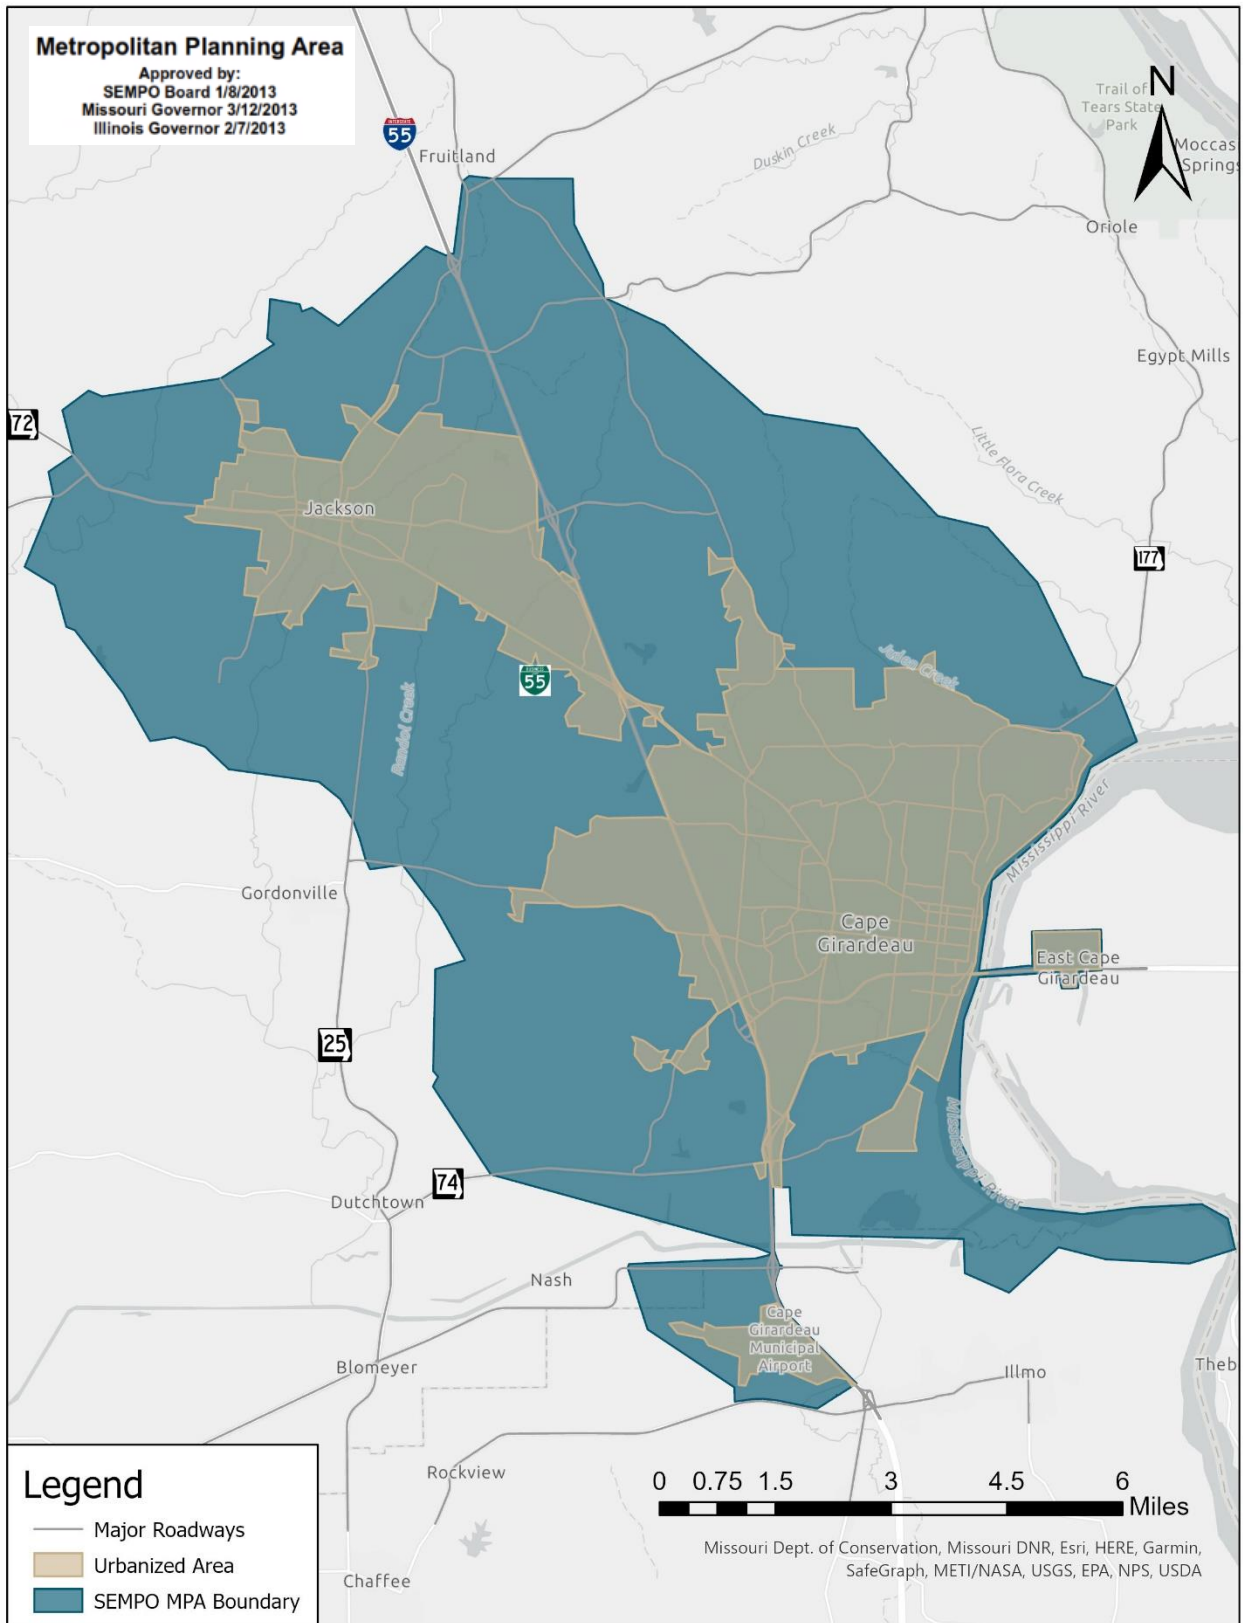 Metropolitan Planning Area
Approved by:
SEMPO Board 1/8/2013
Missouri Governor 3/12/2013
Illinois Governor 2/7/2013
N
Trail of
Tears State
Park
Moccas
Springs
INTERSTATE
55
Fruitland
Duskin Creek
Oriole
Egypt Mills
72
Little Flora Creek
Jackson
177
Juden Creek
55
Randol Creek
Mississippi River
Gordonville
Cape
Girardeau
East Cape
Girardeau
25
Mississippi River
74
Dutchtown
Nash
Cape
Girardeau
Municipal
Airport
Blomeyer
Illmo
Theb
Rockview
Chaffee
Legend
Major Roadways
Urbanized Area
SEMPO MPA Boundary
0 0.75 1.5 3 4.5 6
Miles
Missouri Dept. of Conservation, Missouri DNR, Esri, HERE, Garmin,
SafeGraph, METI/NASA, USGS, EPA, NPS, USDA